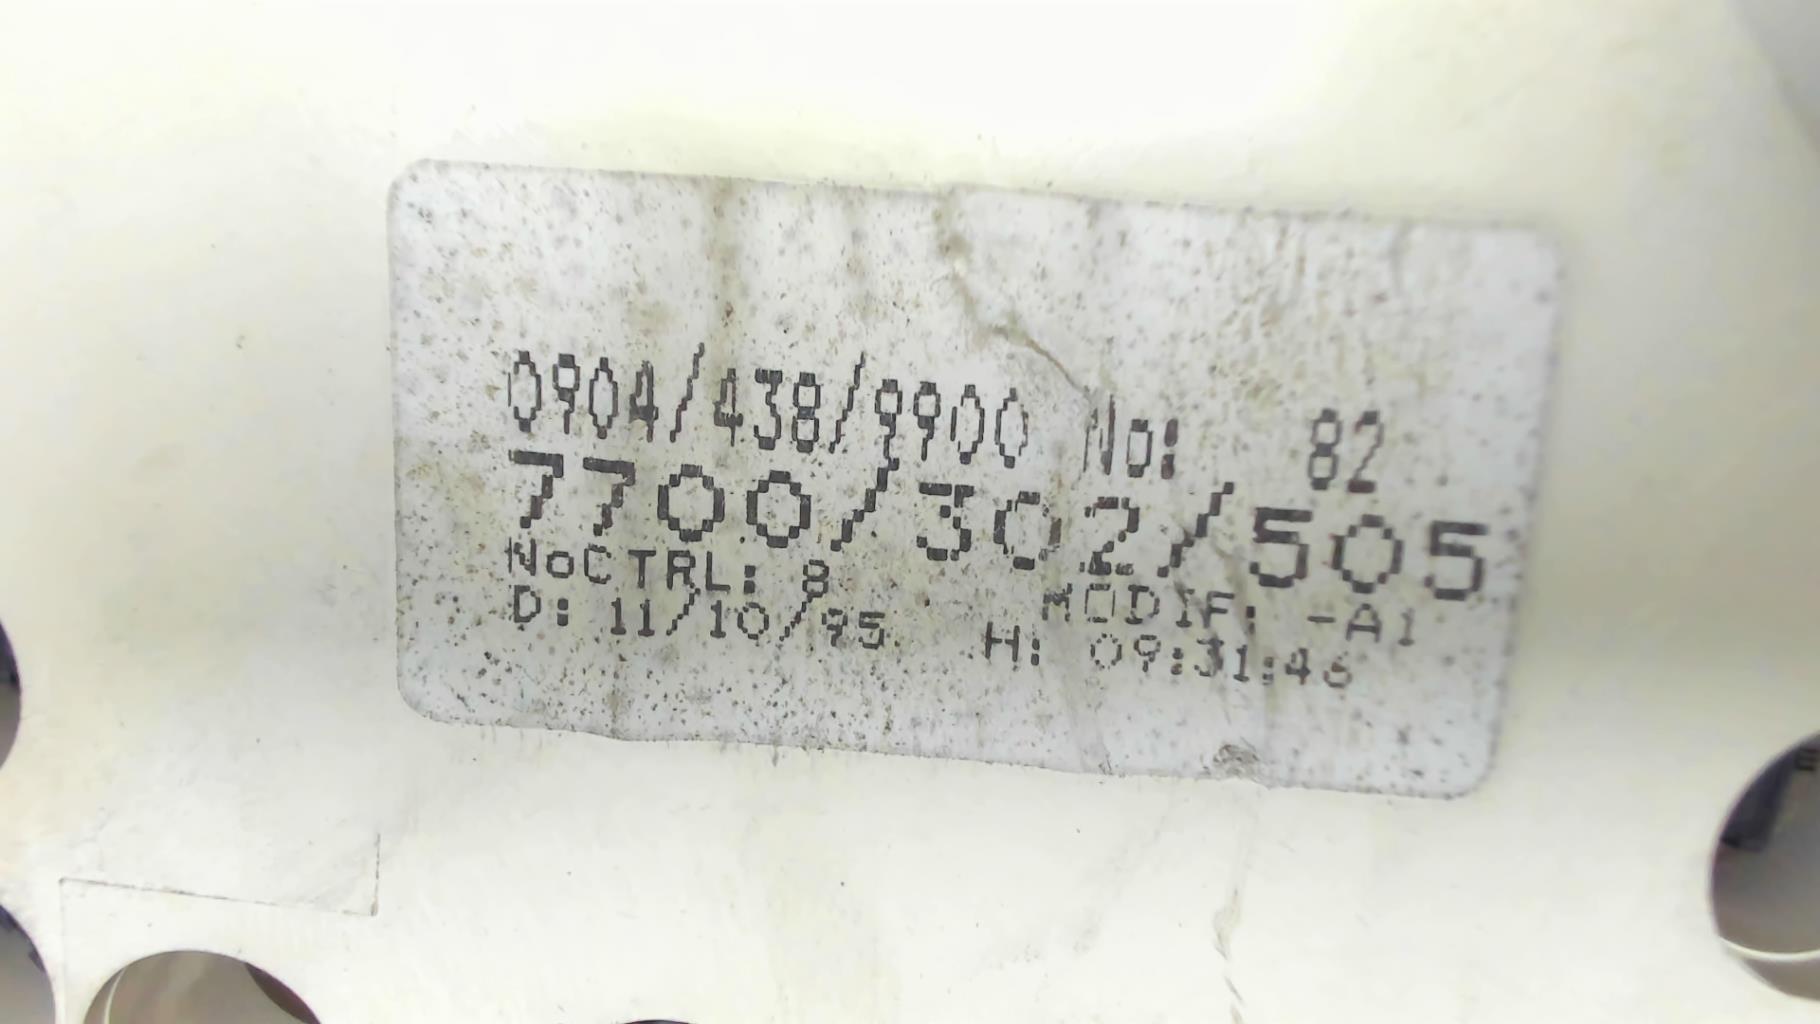 0904/438/9900 No: 82
7700/302/505
NoCTRL: 8 MODIF: -A1
D: 11/10/95 H: 09:31:46